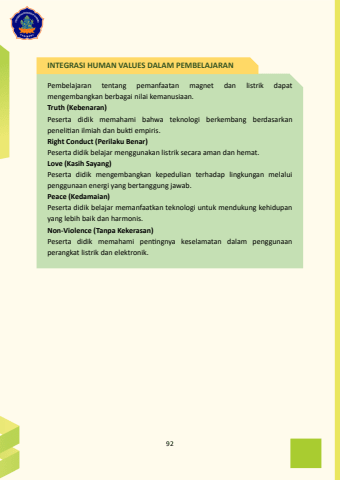 INTEGRASI HUMAN VALUES DALAM PEMBELAJARAN
Pembelajaran tentang pemanfaatan magnet dan listrik dapat
mengembangkan berbagai nilai kemanusiaan.
Truth (Kebenaran)
Peserta didik memahami bahwa teknologi berkembang berdasarkan
penelitian ilmiah dan bukti empiris.
Right Conduct (Perilaku Benar)
Peserta didik belajar menggunakan listrik secara aman dan hemat.
Love (Kasih Sayang)
Peserta didik mengembangkan kepedulian terhadap lingkungan melalui
penggunaan energi yang bertanggung jawab.
Peace (Kedamaian)
Peserta didik belajar memanfaatkan teknologi untuk mendukung kehidupan
yang lebih baik dan harmonis.
Non-Violence (Tanpa Kekerasan)
Peserta didik memahami pentingnya keselamatan dalam penggunaan
perangkat listrik dan elektronik.
92